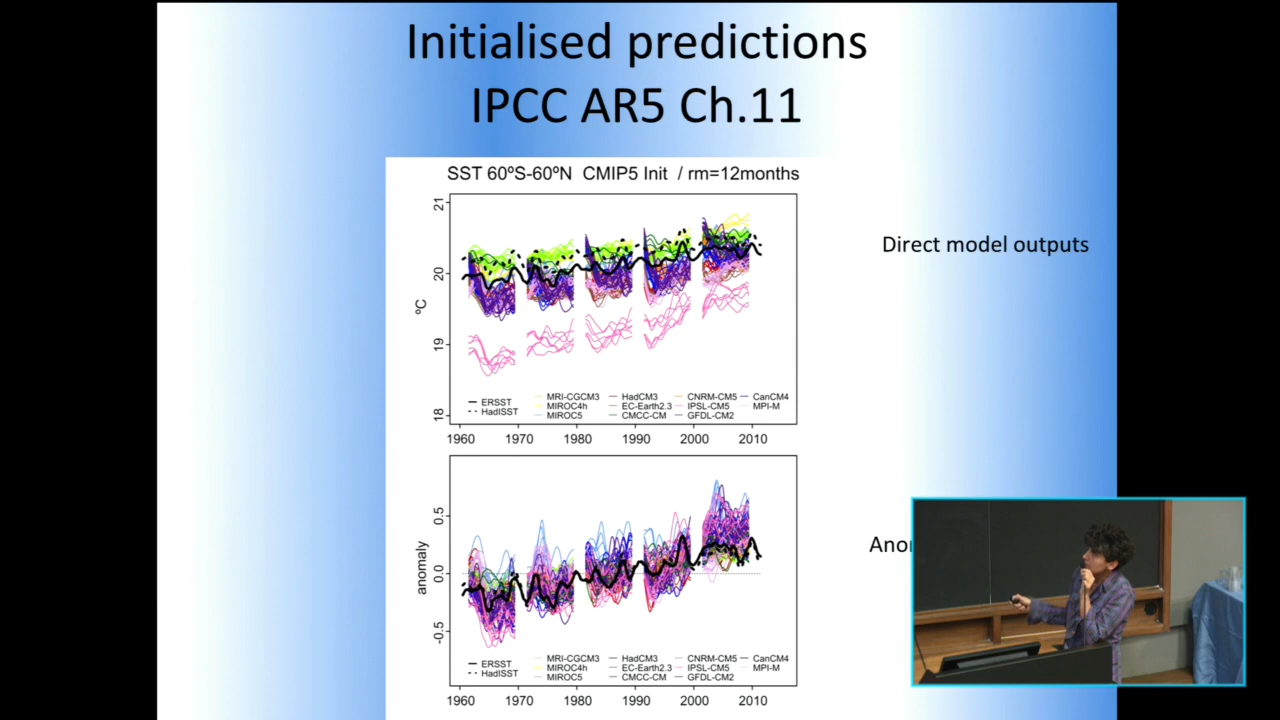 Initialised predictions
IPCC AR5 Ch.11
SST 60ºS-60ºN CMIP5 Init / rm=12months
Direct model outputs
ºC
21
20
19
18
ERSST
HadISST
MRI-CGCM3
MIROC4h
MIROC5
HadCM3
EC-Earth2.3
CMCC-CM
CNRM-CM5
IPSL-CM5
GFDL-CM2
CanCM4
MPI-M
1960 1970 1980 1990 2000 2010
anomaly
0.5
0.0
-0.5
ERSST
HadISST
MRI-CGCM3
MIROC4h
MIROC5
HadCM3
EC-Earth2.3
CMCC-CM
CNRM-CM5
IPSL-CM5
GFDL-CM2
CanCM4
MPI-M
1960 1970 1980 1990 2000 2010